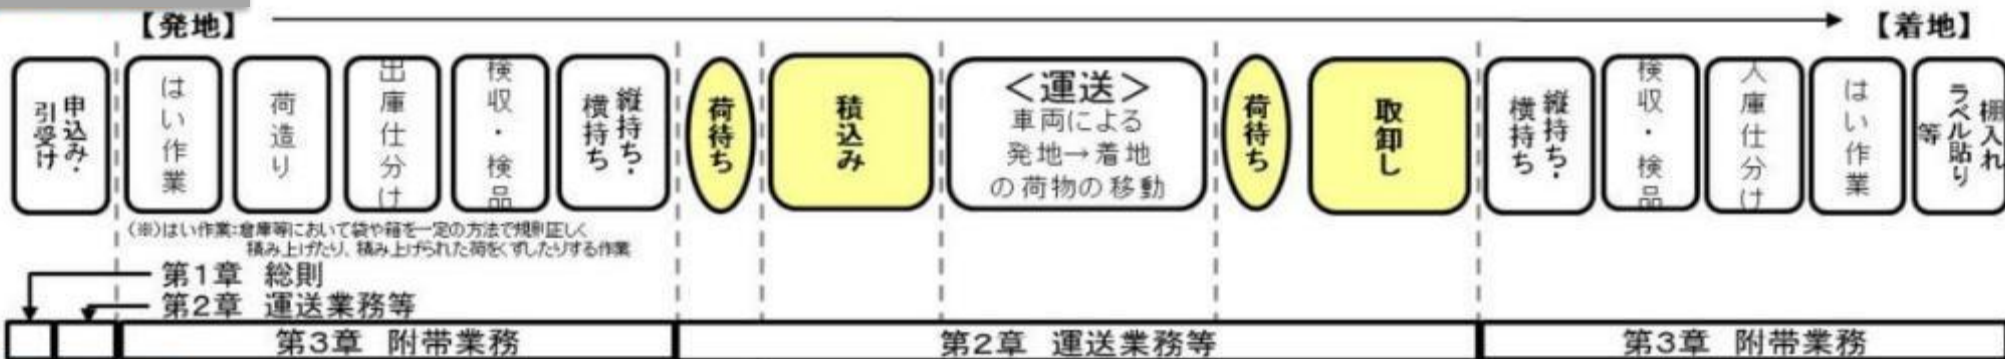 【発地】
【着地】
申込み・
引受け
はい作業
荷造り
出庫仕分け
検収・検品
縦持ち・
横持ち
荷待ち
積込み
＜運送＞
車両による
発地→着地
の荷物の移動
荷待ち
取卸し
縦持ち・
横持ち
検収・検品
入庫仕分け
はい作業
棚入れ
ラベル貼り
等
(※)はい作業:倉庫等において袋や箱を一定の方法で規則正しく
積み上げたり、積み上げられた荷をくずしたりする作業
第1章 総則
第2章 運送業務等
第3章 附帯業務
第2章 運送業務等
第3章 附帯業務